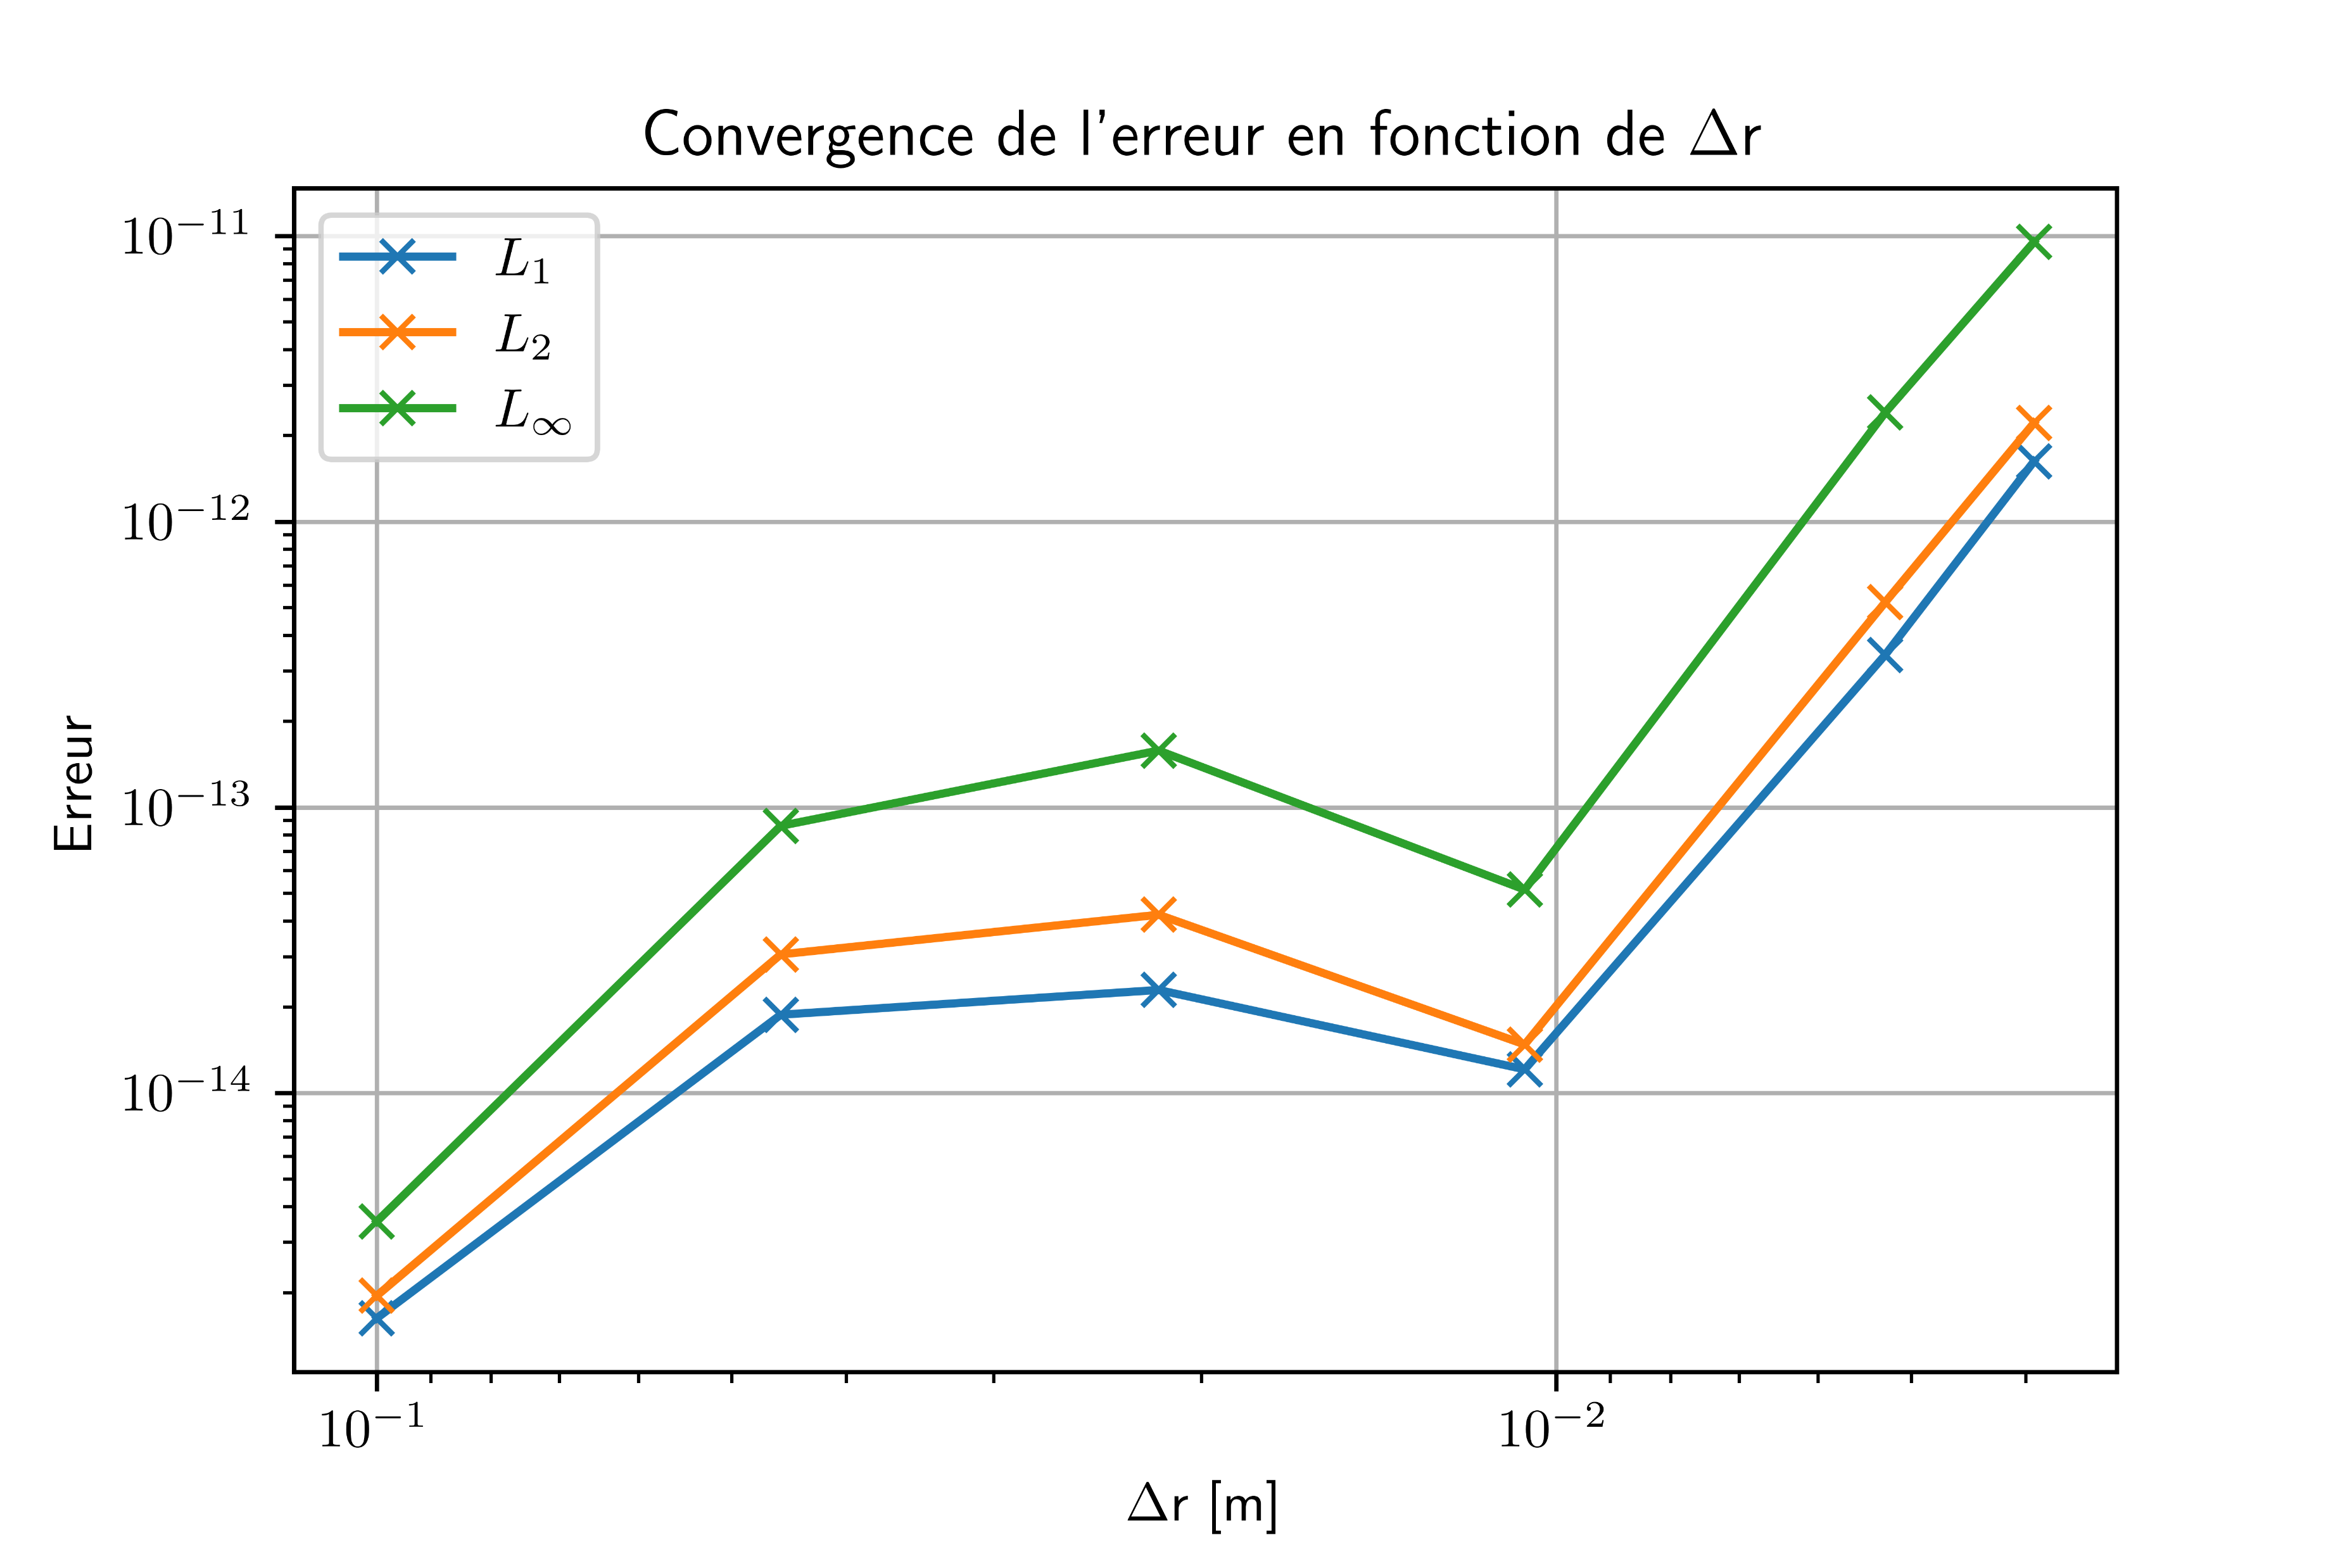 Convergence de l'erreur en fonction de Δr
10⁻¹¹
10⁻¹²
10⁻¹³
10⁻¹⁴
Erreur
L₁
L₂
L∞
10⁻¹
10⁻²
Δr [m]